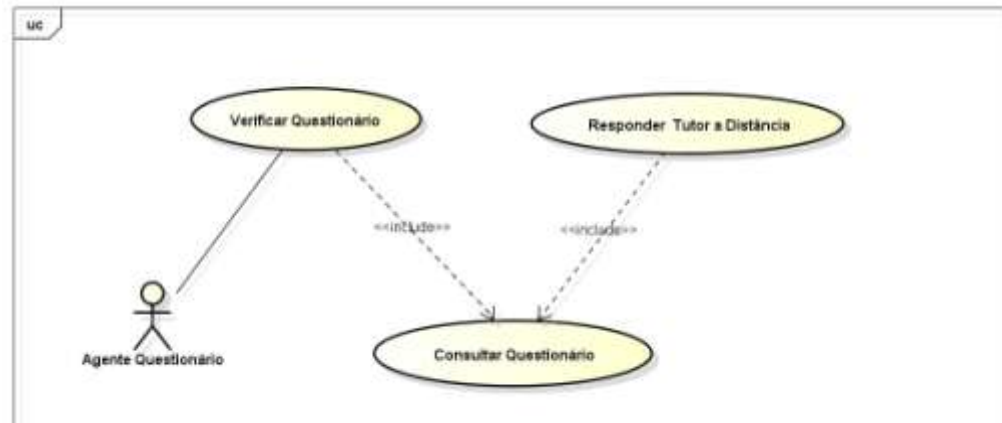 uc
Verificar Questionário
Responder Tutor a Distância
<<include>>
<<include>>
Consultar Questionário
Agente Questionário